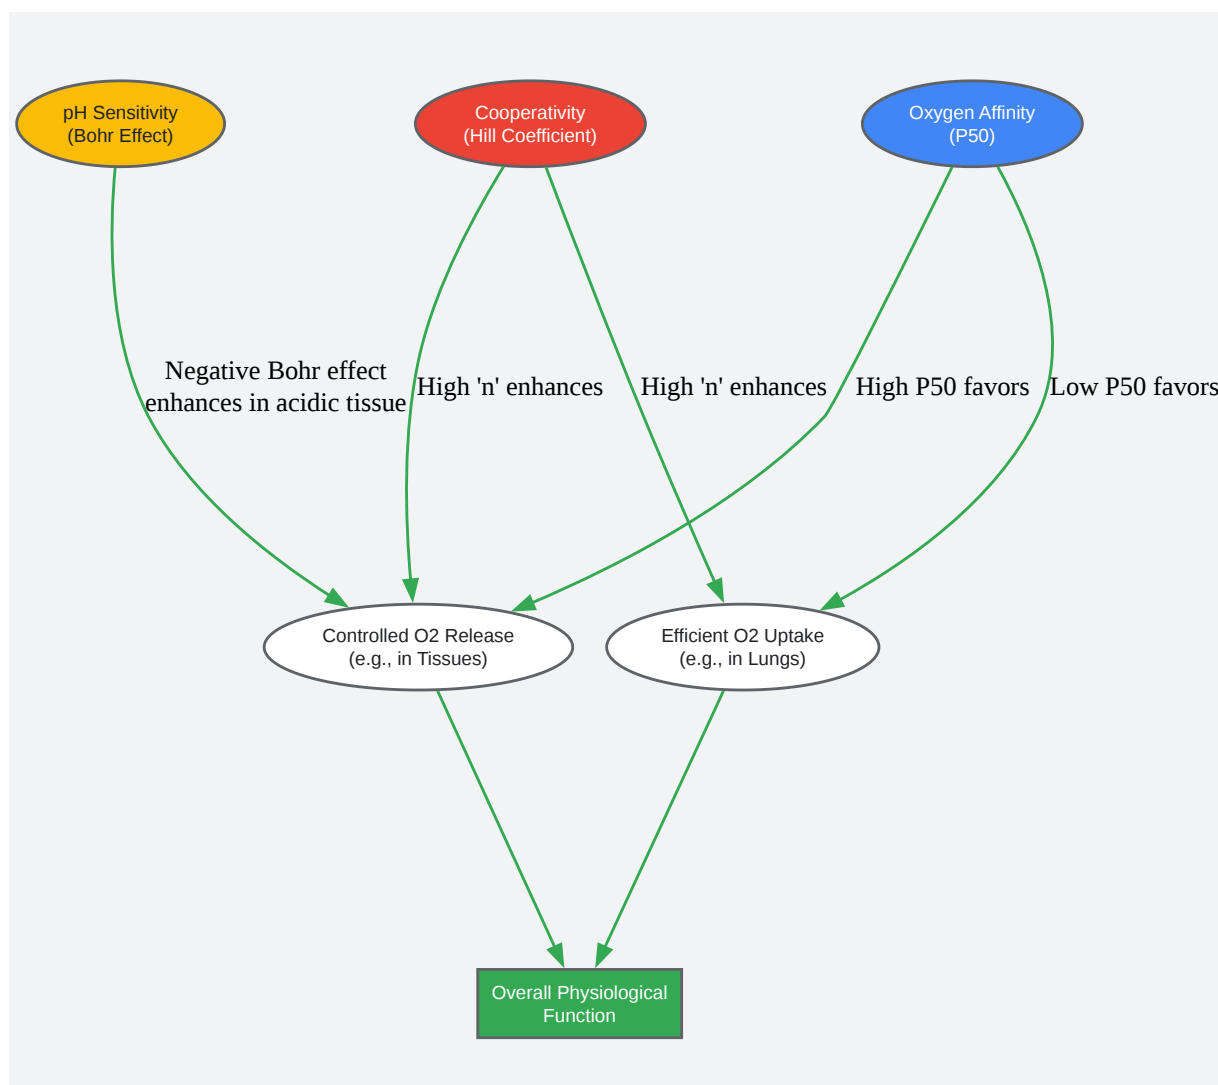 pH Sensitivity
(Bohr Effect)
Cooperativity
(Hill Coefficient)
Oxygen Affinity
(P50)
Negative Bohr effect
enhances in acidic tissue
High 'n' enhances
High 'n' enhances
High P50 favors
Low P50 favors
Controlled O2 Release
(e.g., in Tissues)
Efficient O2 Uptake
(e.g., in Lungs)
Overall Physiological
Function